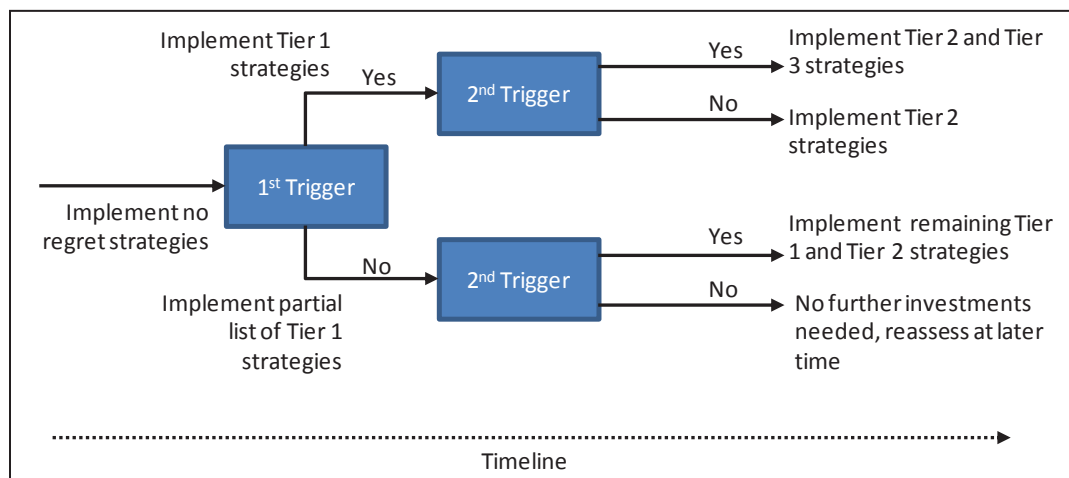 Implement Tier 1
strategies
Yes
2nd Trigger
Yes
Implement Tier 2 and Tier
3 strategies
No
Implement Tier 2
strategies
1st Trigger
Implement no
regret strategies
No
Implement partial
list of Tier 1
strategies
2nd Trigger
Yes
Implement remaining Tier
1 and Tier 2 strategies
No
No further investments
needed, reassess at later
time
Timeline